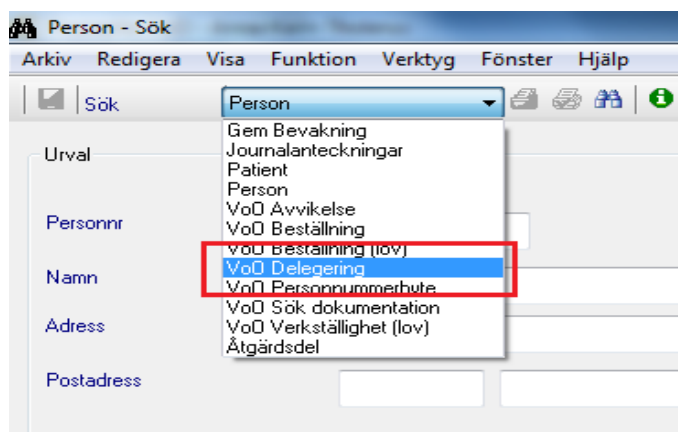 Person - Sök
Arkiv Redigera Visa Funktion Verktyg Fönster Hjälp
Sök Person
Gem Bevakning
Urval Journalanteckningar
Patient
Person
VoO Avvikelse
Personnr VoO Beställning
VoO Beställning (lov)
Namn VoO Delegering
VoO Personnummerbyte
VoO Sök dokumentation
Adress VoO Verkställighet (lov)
Åtgärdsdel
Postadress